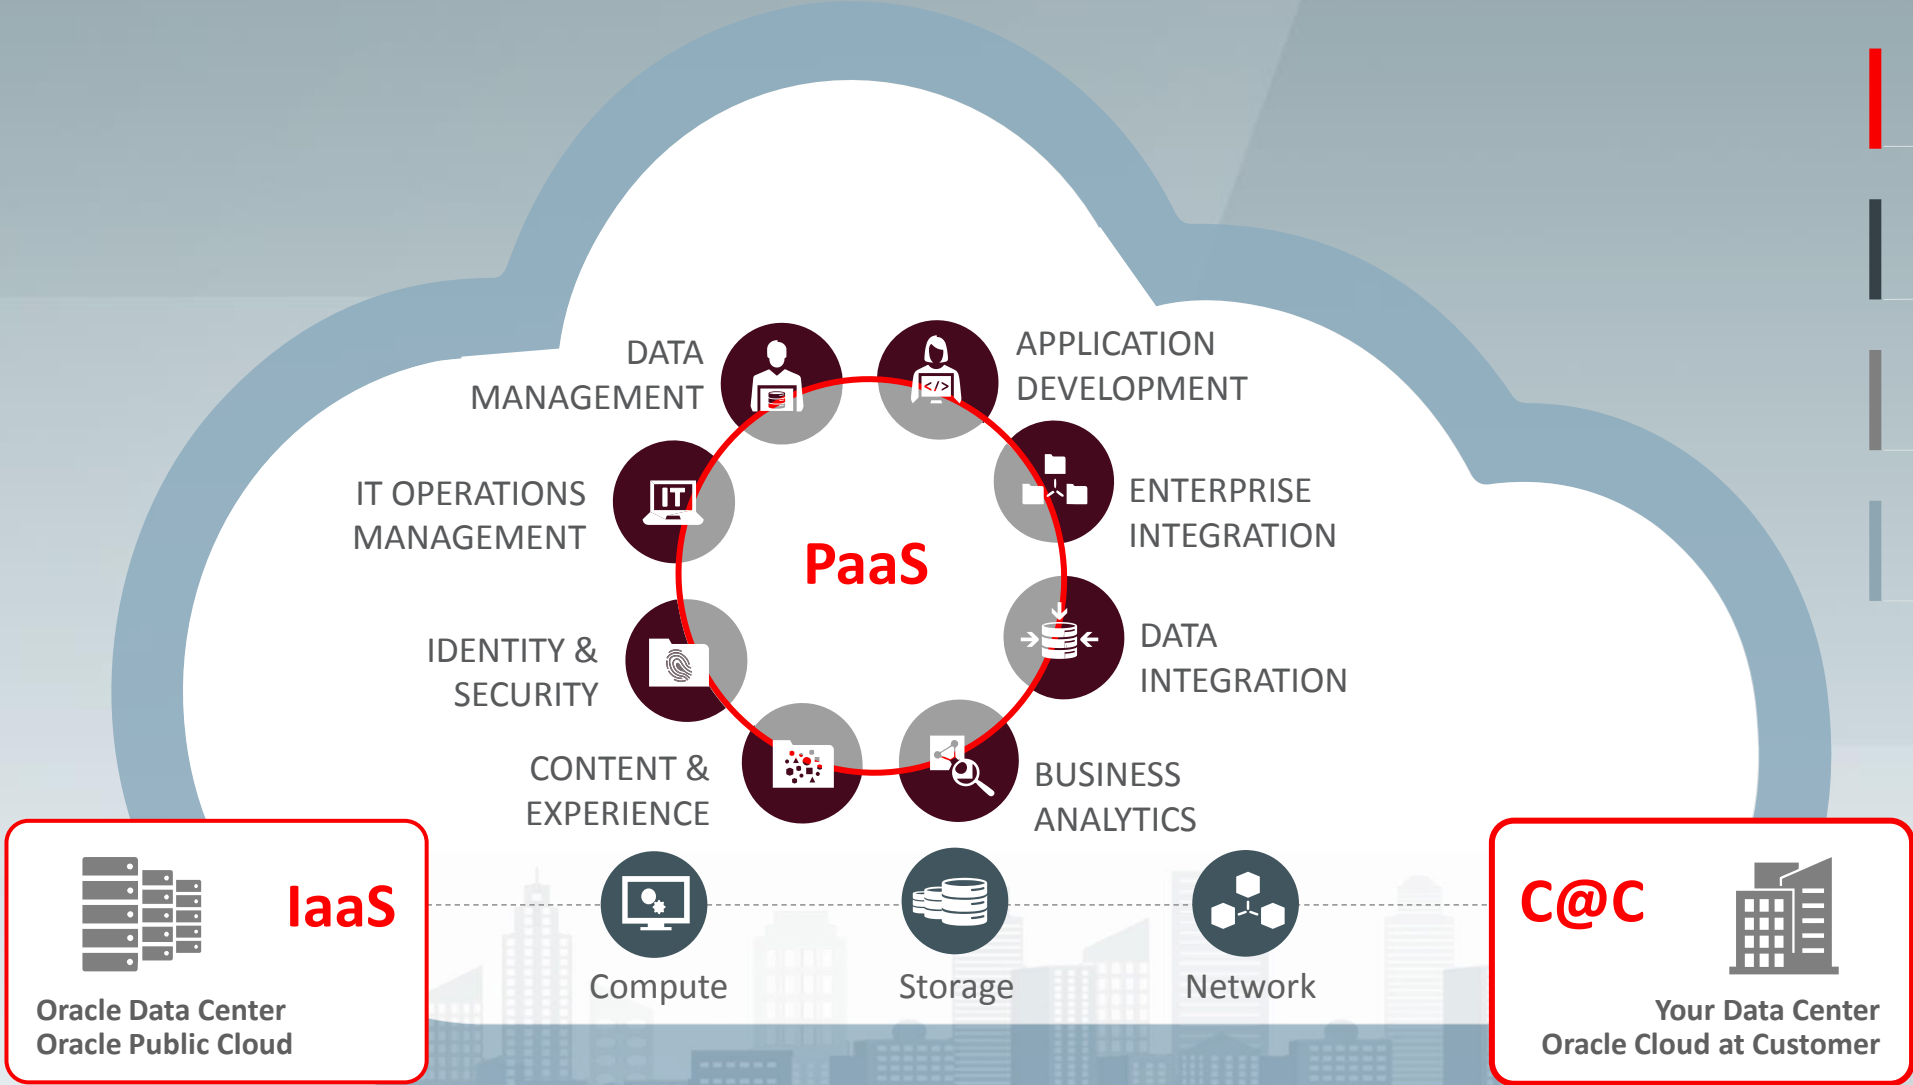 DATA
MANAGEMENT
APPLICATION
DEVELOPMENT
</>
IT OPERATIONS
MANAGEMENT
IT
ENTERPRISE
INTEGRATION
PaaS
IDENTITY &
SECURITY
DATA
INTEGRATION
CONTENT &
EXPERIENCE
BUSINESS
ANALYTICS
IaaS
Oracle Data Center
Oracle Public Cloud
Compute
Storage
Network
C@C
Your Data Center
Oracle Cloud at Customer